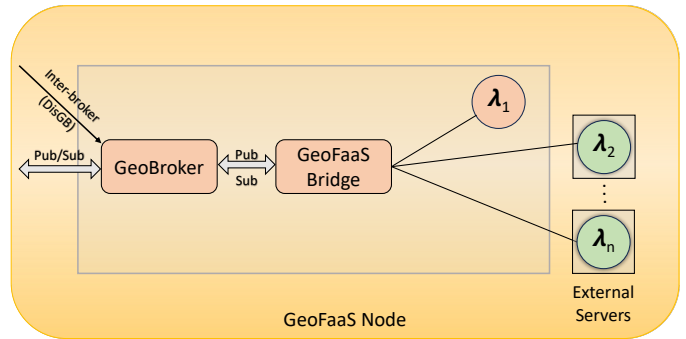 Inter-broker
(DisGB)
Pub/Sub
GeoBroker
Pub
Sub
GeoFaaS
Bridge
λ1
λ2
...
λn
External
Servers
GeoFaaS Node